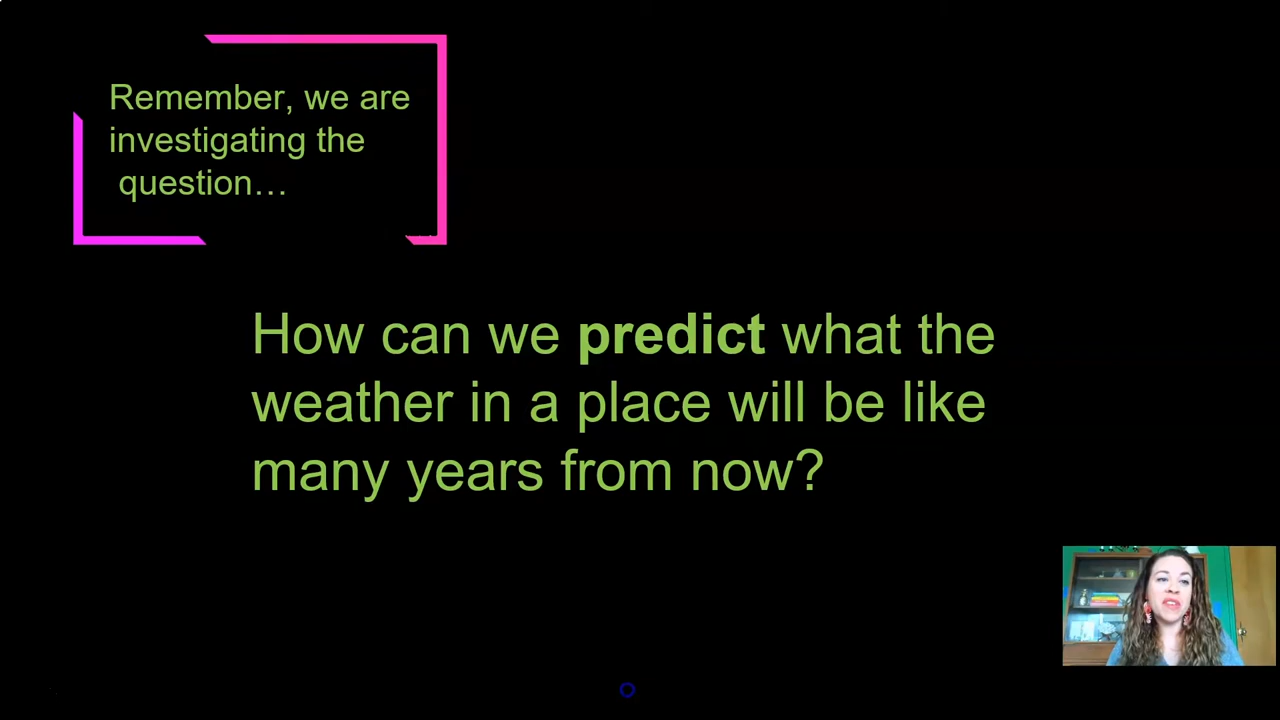 Remember, we are
investigating the
question…
How can we predict what the
weather in a place will be like
many years from now?